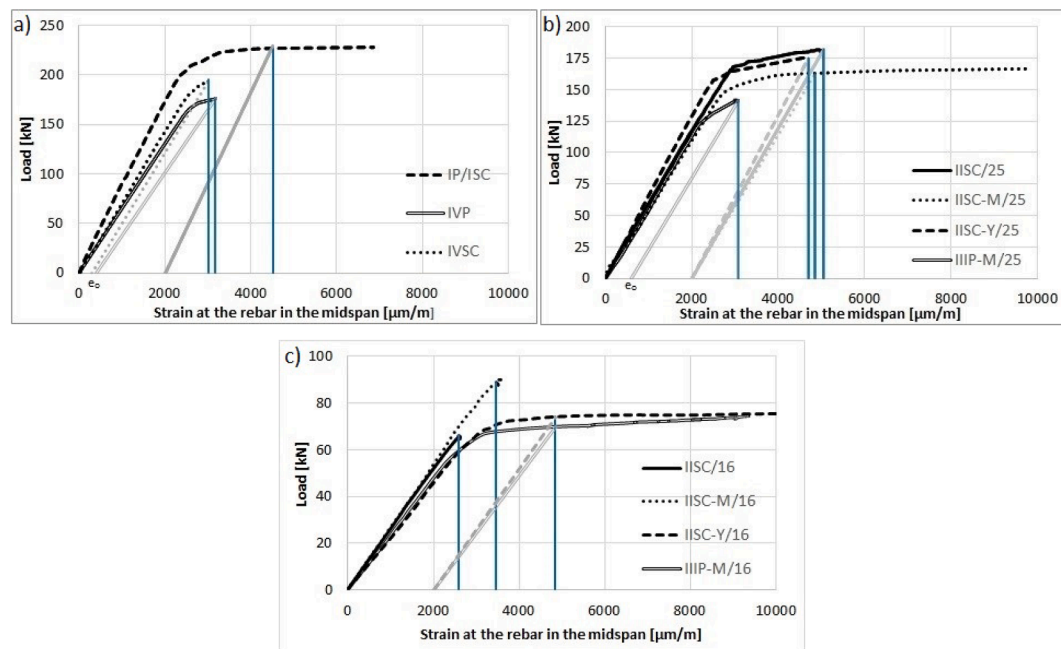 a)
Load [kN]
250
200
150
100
50
0
0
2000
4000
6000
8000
10000
e₀
Strain at the rebar in the midspan [µm/m]
IP/ISC
IVP
IVSC
b)
Load [kN]
200
175
150
125
100
75
50
25
0
0
2000
4000
6000
8000
10000
e₀
Strain at the rebar in the midspan [µm/m]
IISC/25
IISC-M/25
IISC-Y/25
IIIP-M/25
c)
Load [kN]
100
80
60
40
20
0
0
2000
4000
6000
8000
10000
Strain at the rebar in the midspan [µm/m]
IISC/16
IISC-M/16
IISC-Y/16
IIIP-M/16